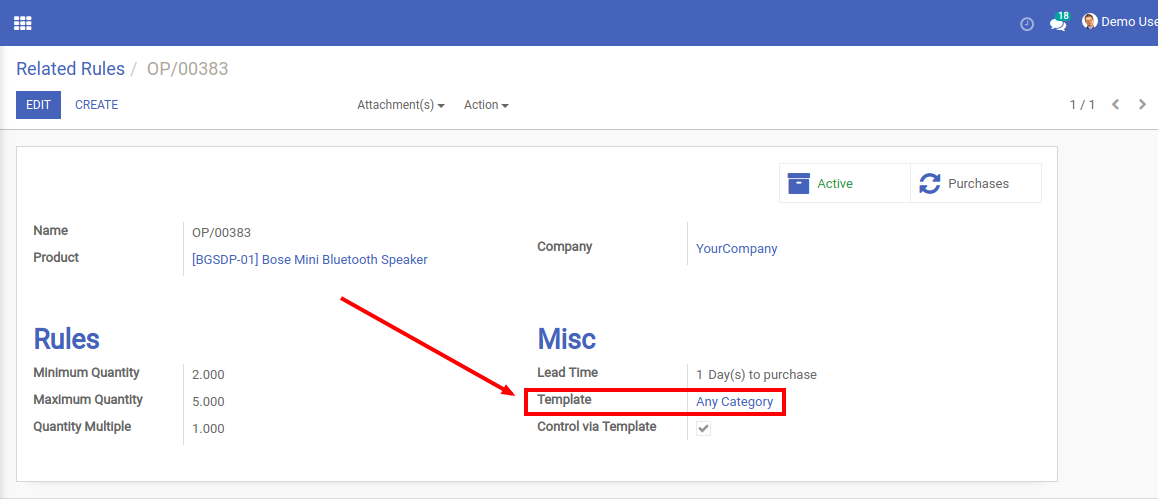 18
Demo Use
Related Rules / OP/00383
EDIT CREATE Attachment(s) Action 1 / 1
Active Purchases
Name OP/00383
Product [BGSDP-01] Bose Mini Bluetooth Speaker
Company YourCompany
Rules
Minimum Quantity 2.000
Maximum Quantity 5.000
Quantity Multiple 1.000
Misc
Lead Time 1 Day(s) to purchase
Template Any Category
Control via Template